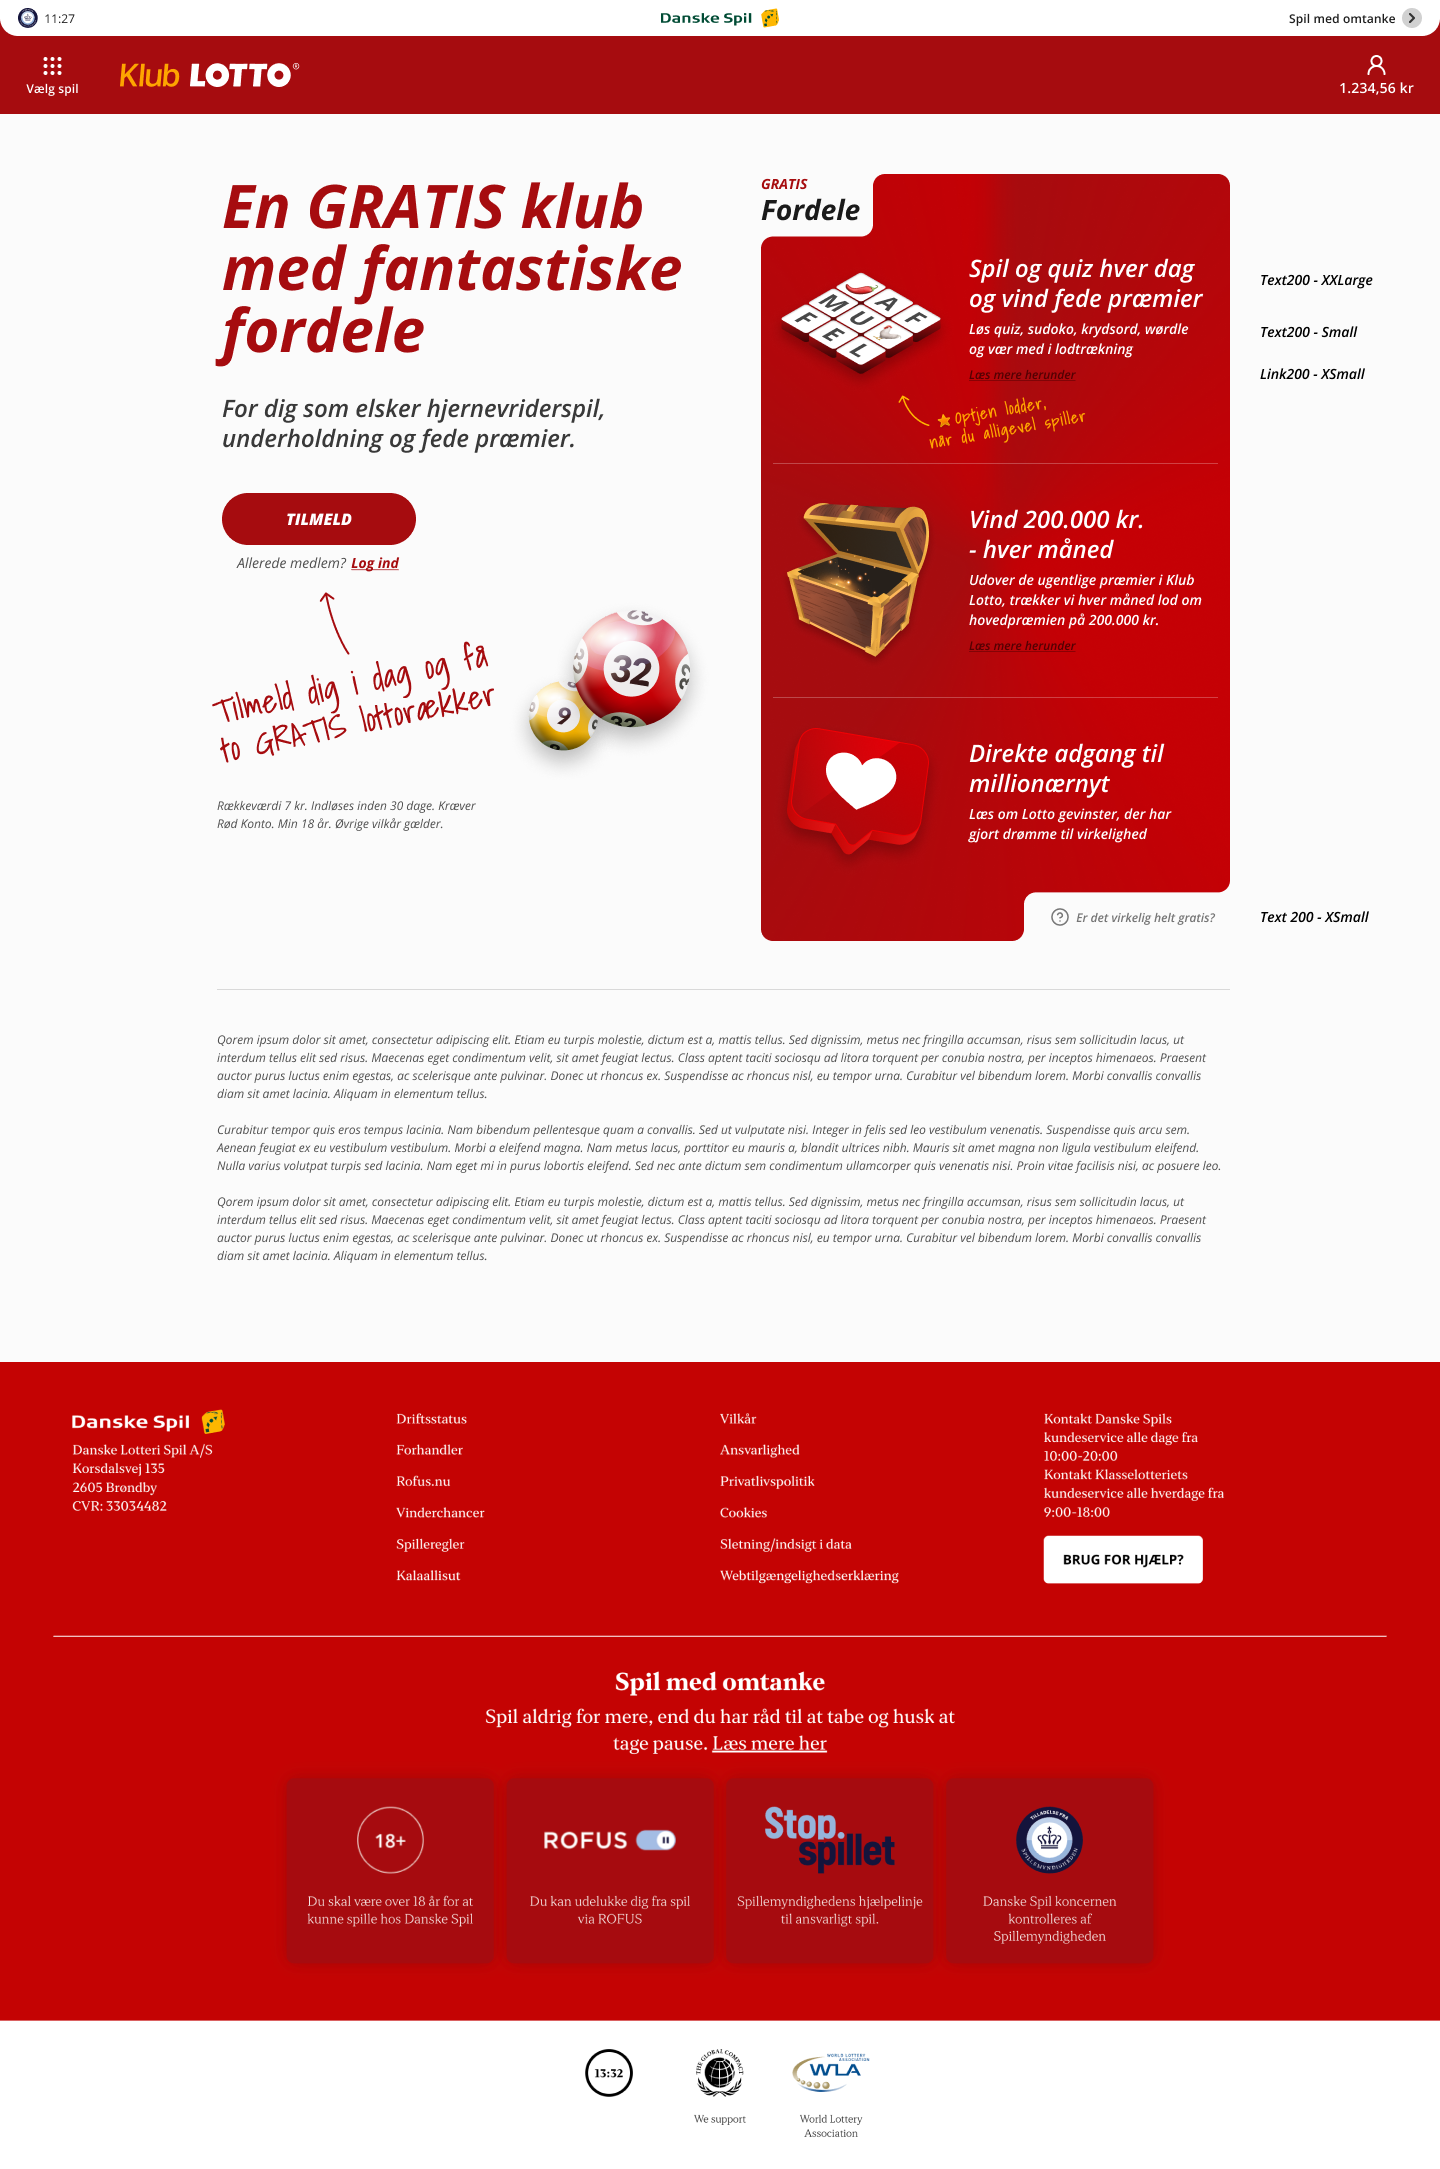 11:27
Danske Spil
Spil med omtanke
Vælg spil
Klub LOTTO®
1.234,56 kr
En GRATIS klub
med fantastiske
fordele
For dig som elsker hjernevriderspil,
underholdning og fede præmier.
TILMELD
Allerede medlem? Log ind
Tilmeld dig i dag og få
to GRATIS lottorækker
32
32
32
32
32
9
9
9
9
Rækkeværdi 7 kr. Indløses inden 30 dage. Kræver
Rød Konto. Min 18 år. Øvrige vilkår gælder.
GRATIS
Fordele
M U F
F A
F E L
Spil og quiz hver dag
og vind fede præmier
Løs quiz, sudoko, krydsord, wørdle
og vær med i lodtrækning
Læs mere herunder
Optjen lodder,
når du alligevel spiller
Text200 - XXLarge
Text200 - Small
Link200 - XSmall
Vind 200.000 kr.
- hver måned
Udover de ugentlige præmier i Klub
Lotto, trækker vi hver måned lod om
hovedpræmien på 200.000 kr.
Læs mere herunder
Direkte adgang til
millionærnyt
Læs om Lotto gevinster, der har
gjort drømme til virkelighed
? Er det virkelig helt gratis?
Text 200 - XSmall
Qorem ipsum dolor sit amet, consectetur adipiscing elit. Etiam eu turpis molestie, dictum est a, mattis tellus. Sed dignissim, metus nec fringilla accumsan, risus sem sollicitudin lacus, ut
interdum tellus elit sed risus. Maecenas eget condimentum velit, sit amet feugiat lectus. Class aptent taciti sociosqu ad litora torquent per conubia nostra, per inceptos himenaeos. Praesent
auctor purus luctus enim egestas, ac scelerisque ante pulvinar. Donec ut rhoncus ex. Suspendisse ac rhoncus nisl, eu tempor urna. Curabitur vel bibendum lorem. Morbi convallis convallis
diam sit amet lacinia. Aliquam in elementum tellus.
Curabitur tempor quis eros tempus lacinia. Nam bibendum pellentesque quam a convallis. Sed ut vulputate nisi. Integer in felis sed leo vestibulum venenatis. Suspendisse quis arcu sem.
Aenean feugiat ex eu vestibulum vestibulum. Morbi a eleifend magna. Nam metus lacus, porttitor eu mauris a, blandit ultrices nibh. Mauris sit amet magna non ligula vestibulum eleifend.
Nulla varius volutpat turpis sed lacinia. Nam eget mi in purus lobortis eleifend. Sed nec ante dictum sem condimentum ullamcorper quis venenatis nisi. Proin vitae facilisis nisi, ac posuere leo.
Qorem ipsum dolor sit amet, consectetur adipiscing elit. Etiam eu turpis molestie, dictum est a, mattis tellus. Sed dignissim, metus nec fringilla accumsan, risus sem sollicitudin lacus, ut
interdum tellus elit sed risus. Maecenas eget condimentum velit, sit amet feugiat lectus. Class aptent taciti sociosqu ad litora torquent per conubia nostra, per inceptos himenaeos. Praesent
auctor purus luctus enim egestas, ac scelerisque ante pulvinar. Donec ut rhoncus ex. Suspendisse ac rhoncus nisl, eu tempor urna. Curabitur vel bibendum lorem. Morbi convallis convallis
diam sit amet lacinia. Aliquam in elementum tellus.
Danske Spil
Danske Lotteri Spil A/S
Korsdalsvej 135
2605 Brøndby
CVR: 33034482
Driftsstatus
Forhandler
Rofus.nu
Vinderchancer
Spilleregler
Kalaallisut
Vilkår
Ansvarlighed
Privatlivspolitik
Cookies
Sletning/indsigt i data
Webtilgængelighedserklæring
Kontakt Danske Spils
kundeservice alle dage fra
10:00-20:00
Kontakt Klasselotteriets
kundeservice alle hverdage fra
9:00-18:00
BRUG FOR HJÆLP?
Spil med omtanke
Spil aldrig for mere, end du har råd til at tabe og husk at
tage pause. Læs mere her
18+
Du skal være over 18 år for at
kunne spille hos Danske Spil
ROFUS
Du kan udelukke dig fra spil
via ROFUS
Stop.
spillet
Spillemyndighedens hjælpelinje
til ansvarligt spil.
TILLADELSE FRA
SPILLEMYNDIGHEDEN
Danske Spil koncernen
kontrolleres af
Spillemyndigheden
13:32
THE GLOBAL COMPACT
We support
WORLD LOTTERY
ASSOCIATION
WLA
World Lottery
Association